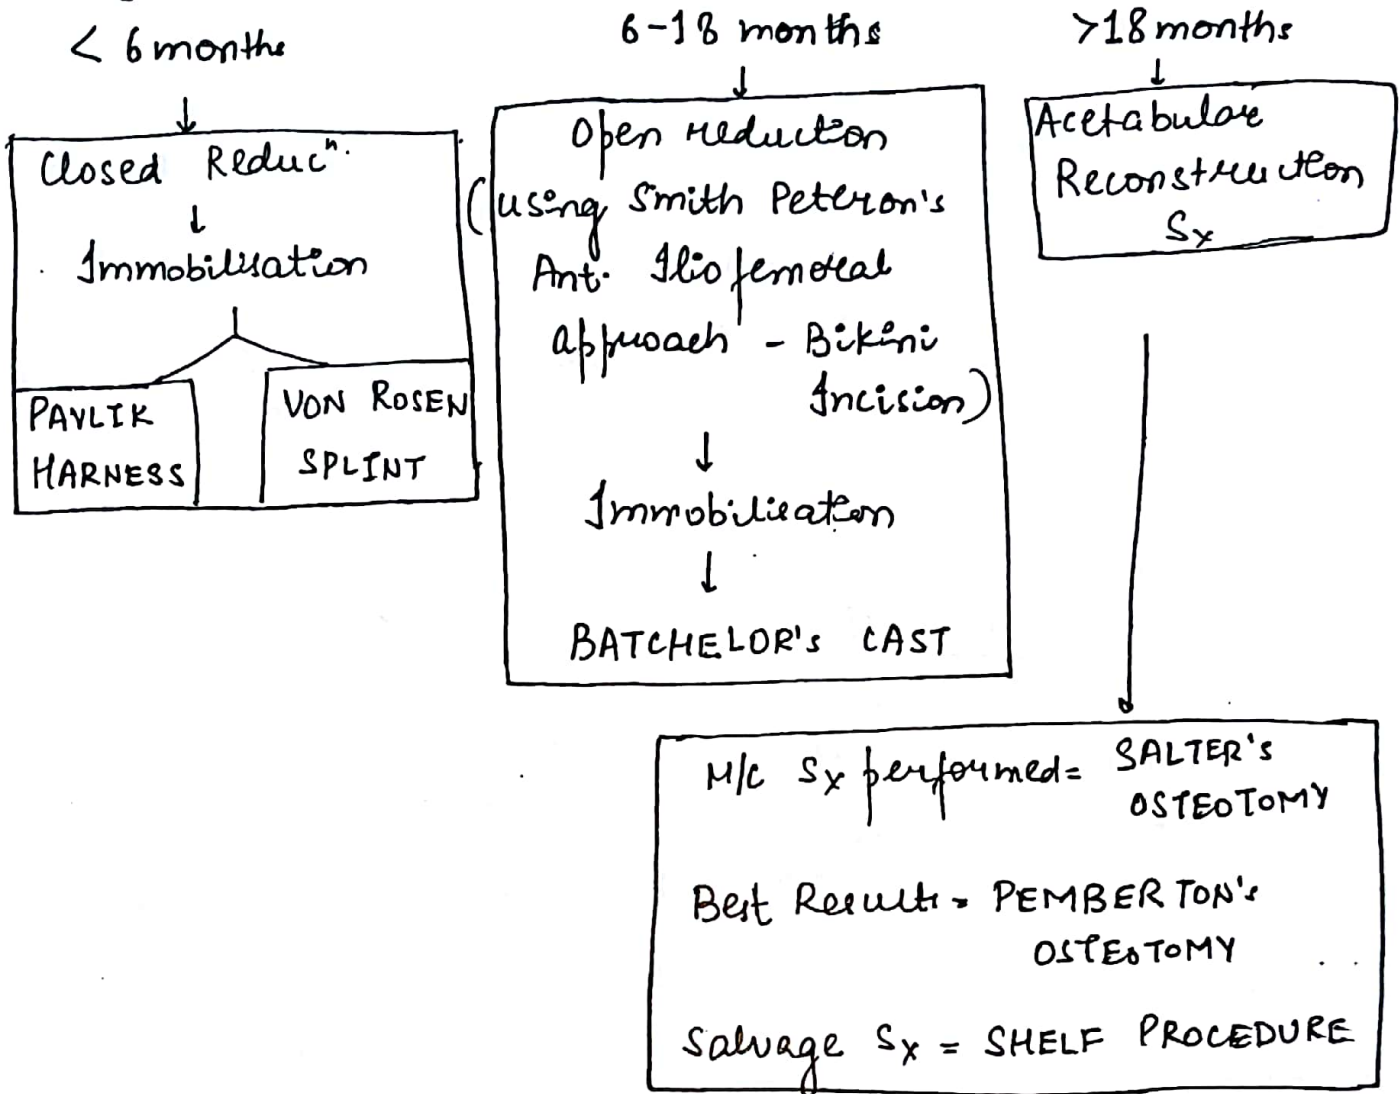 < 6 months
Closed Reducⁿ.
↓
Immobilisation
PAVLIK
HARNESS
VON ROSEN
SPLINT
6-18 months
↓
Open reduction
(using Smith Peterson's
Ant. Iliofemoral
approach - Bikini
Incision)
↓
Immobilisation
↓
BATCHELOR's CAST
>18 months
↓
Acetabular
Reconstruction
Sx
M/C Sx performed= SALTER's
OSTEOTOMY
Best Results = PEMBERTON's
OSTEOTOMY
Salvage Sx = SHELF PROCEDURE